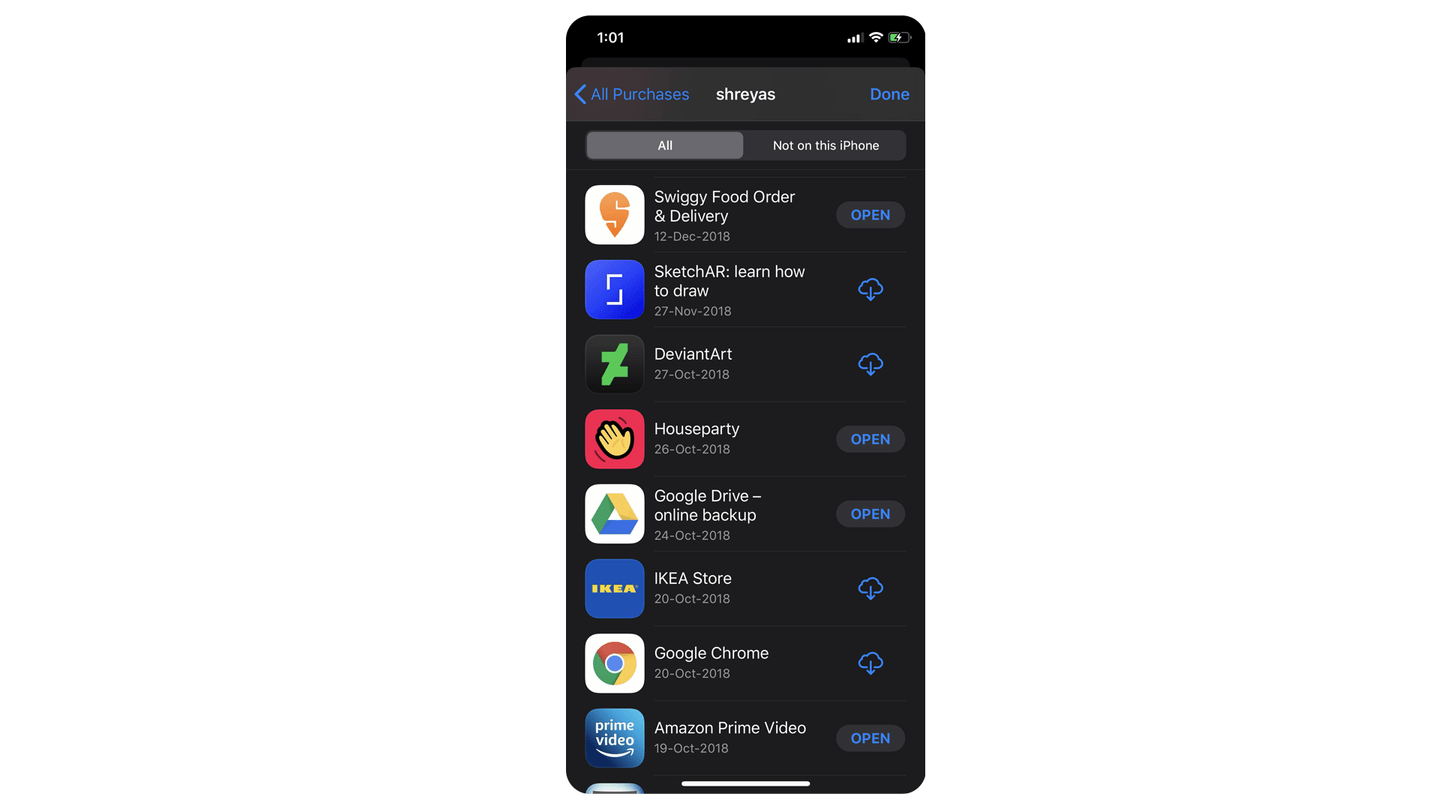 1:01
All Purchases shreyas Done
All Not on this iPhone
Swiggy Food Order
& Delivery
12-Dec-2018
OPEN
SketchAR: learn how
to draw
27-Nov-2018
DeviantArt
27-Oct-2018
Houseparty
26-Oct-2018
OPEN
Google Drive –
online backup
24-Oct-2018
OPEN
IKEA
IKEA Store
20-Oct-2018
Google Chrome
20-Oct-2018
prime
video
Amazon Prime Video
19-Oct-2018
OPEN